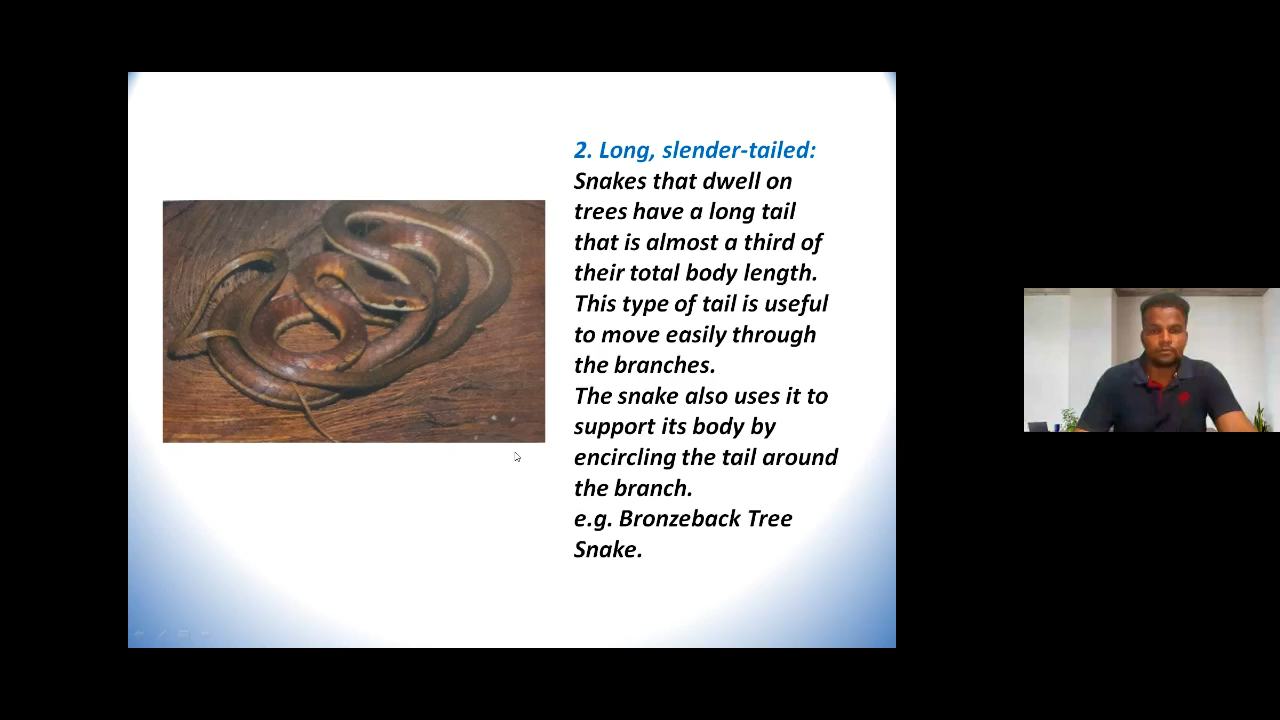 2. Long, slender-tailed:
Snakes that dwell on
trees have a long tail
that is almost a third of
their total body length.
This type of tail is useful
to move easily through
the branches.
The snake also uses it to
support its body by
encircling the tail around
the branch.
e.g. Bronzeback Tree
Snake.